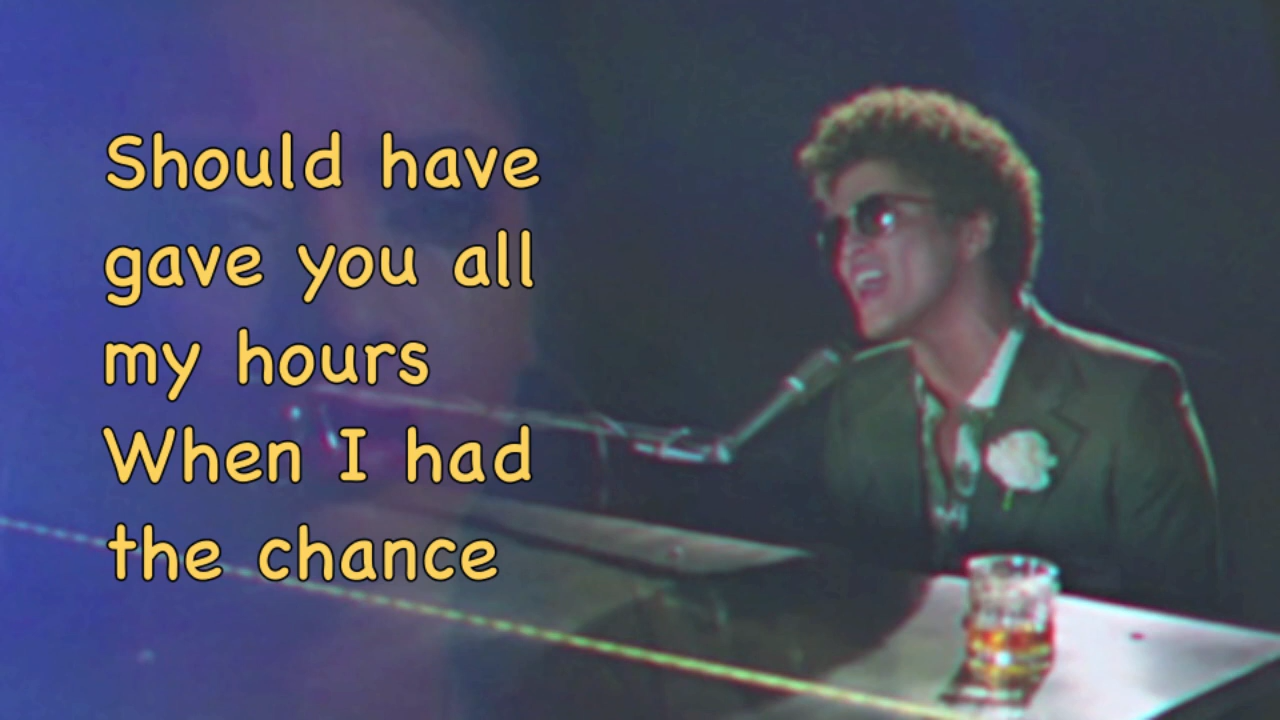 Should have
gave you all
my hours
When I had
the chance